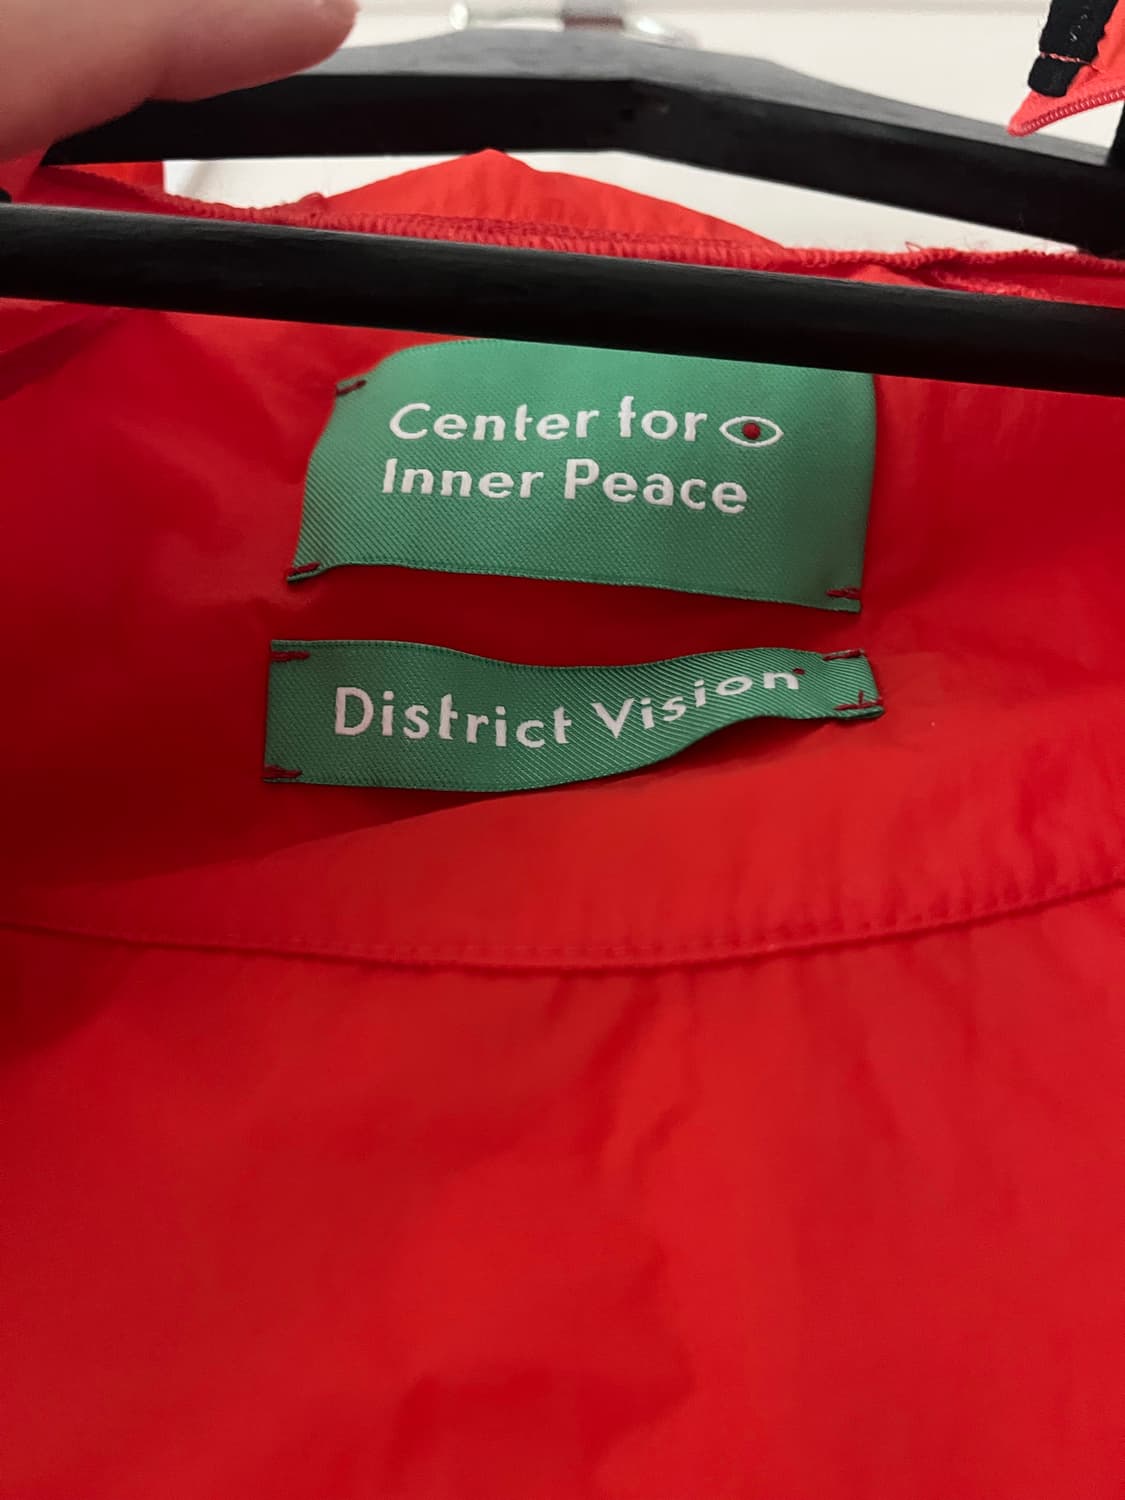 Center for
Inner Peace
District Vision